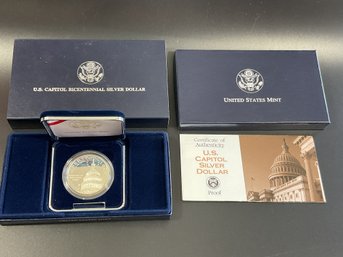 U.S. CAPITOL BICENTENNIAL SILVER DOLLAR
UNITED STATES MINT
Certificate of
Authenticity
U.S.
CAPITOL
SILVER
DOLLAR
Proof